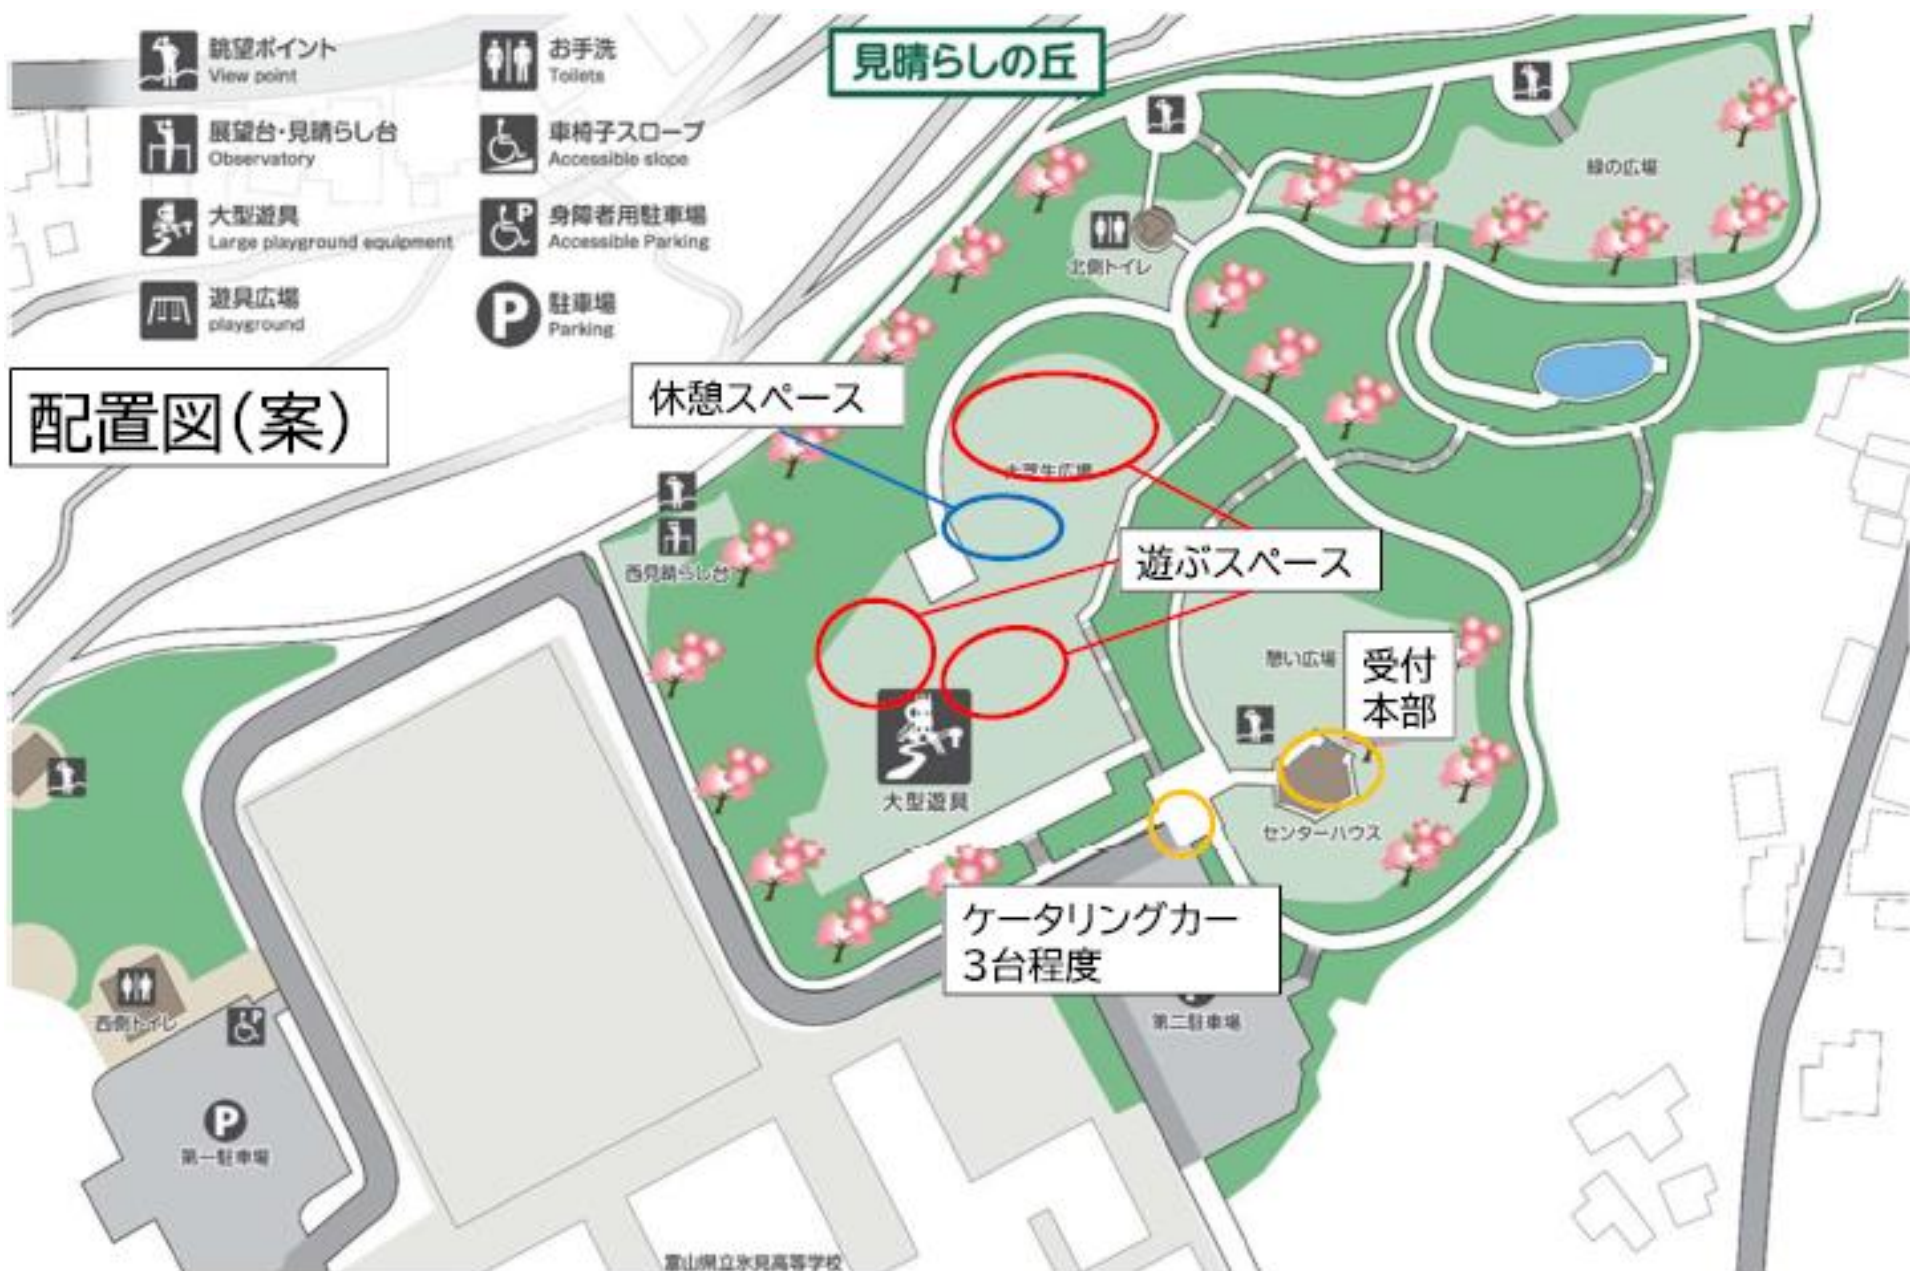 眺望ポイント
View point
お手洗
Toilets
見晴らしの丘
展望台・見晴らし台
Observatory
車椅子スロープ
Accessible slope
大型遊具
Large playground equipment
身障者用駐車場
Accessible Parking
遊具広場
playground
駐車場
Parking
緑の広場
北側トイレ
配置図(案)
休憩スペース
大芝生広場
遊ぶスペース
西見晴らし台
憩い広場
受付
本部
大型遊具
センターハウス
ケータリングカー
3台程度
西側トイレ
第二駐車場
P
第一駐車場
富山県立氷見高等学校